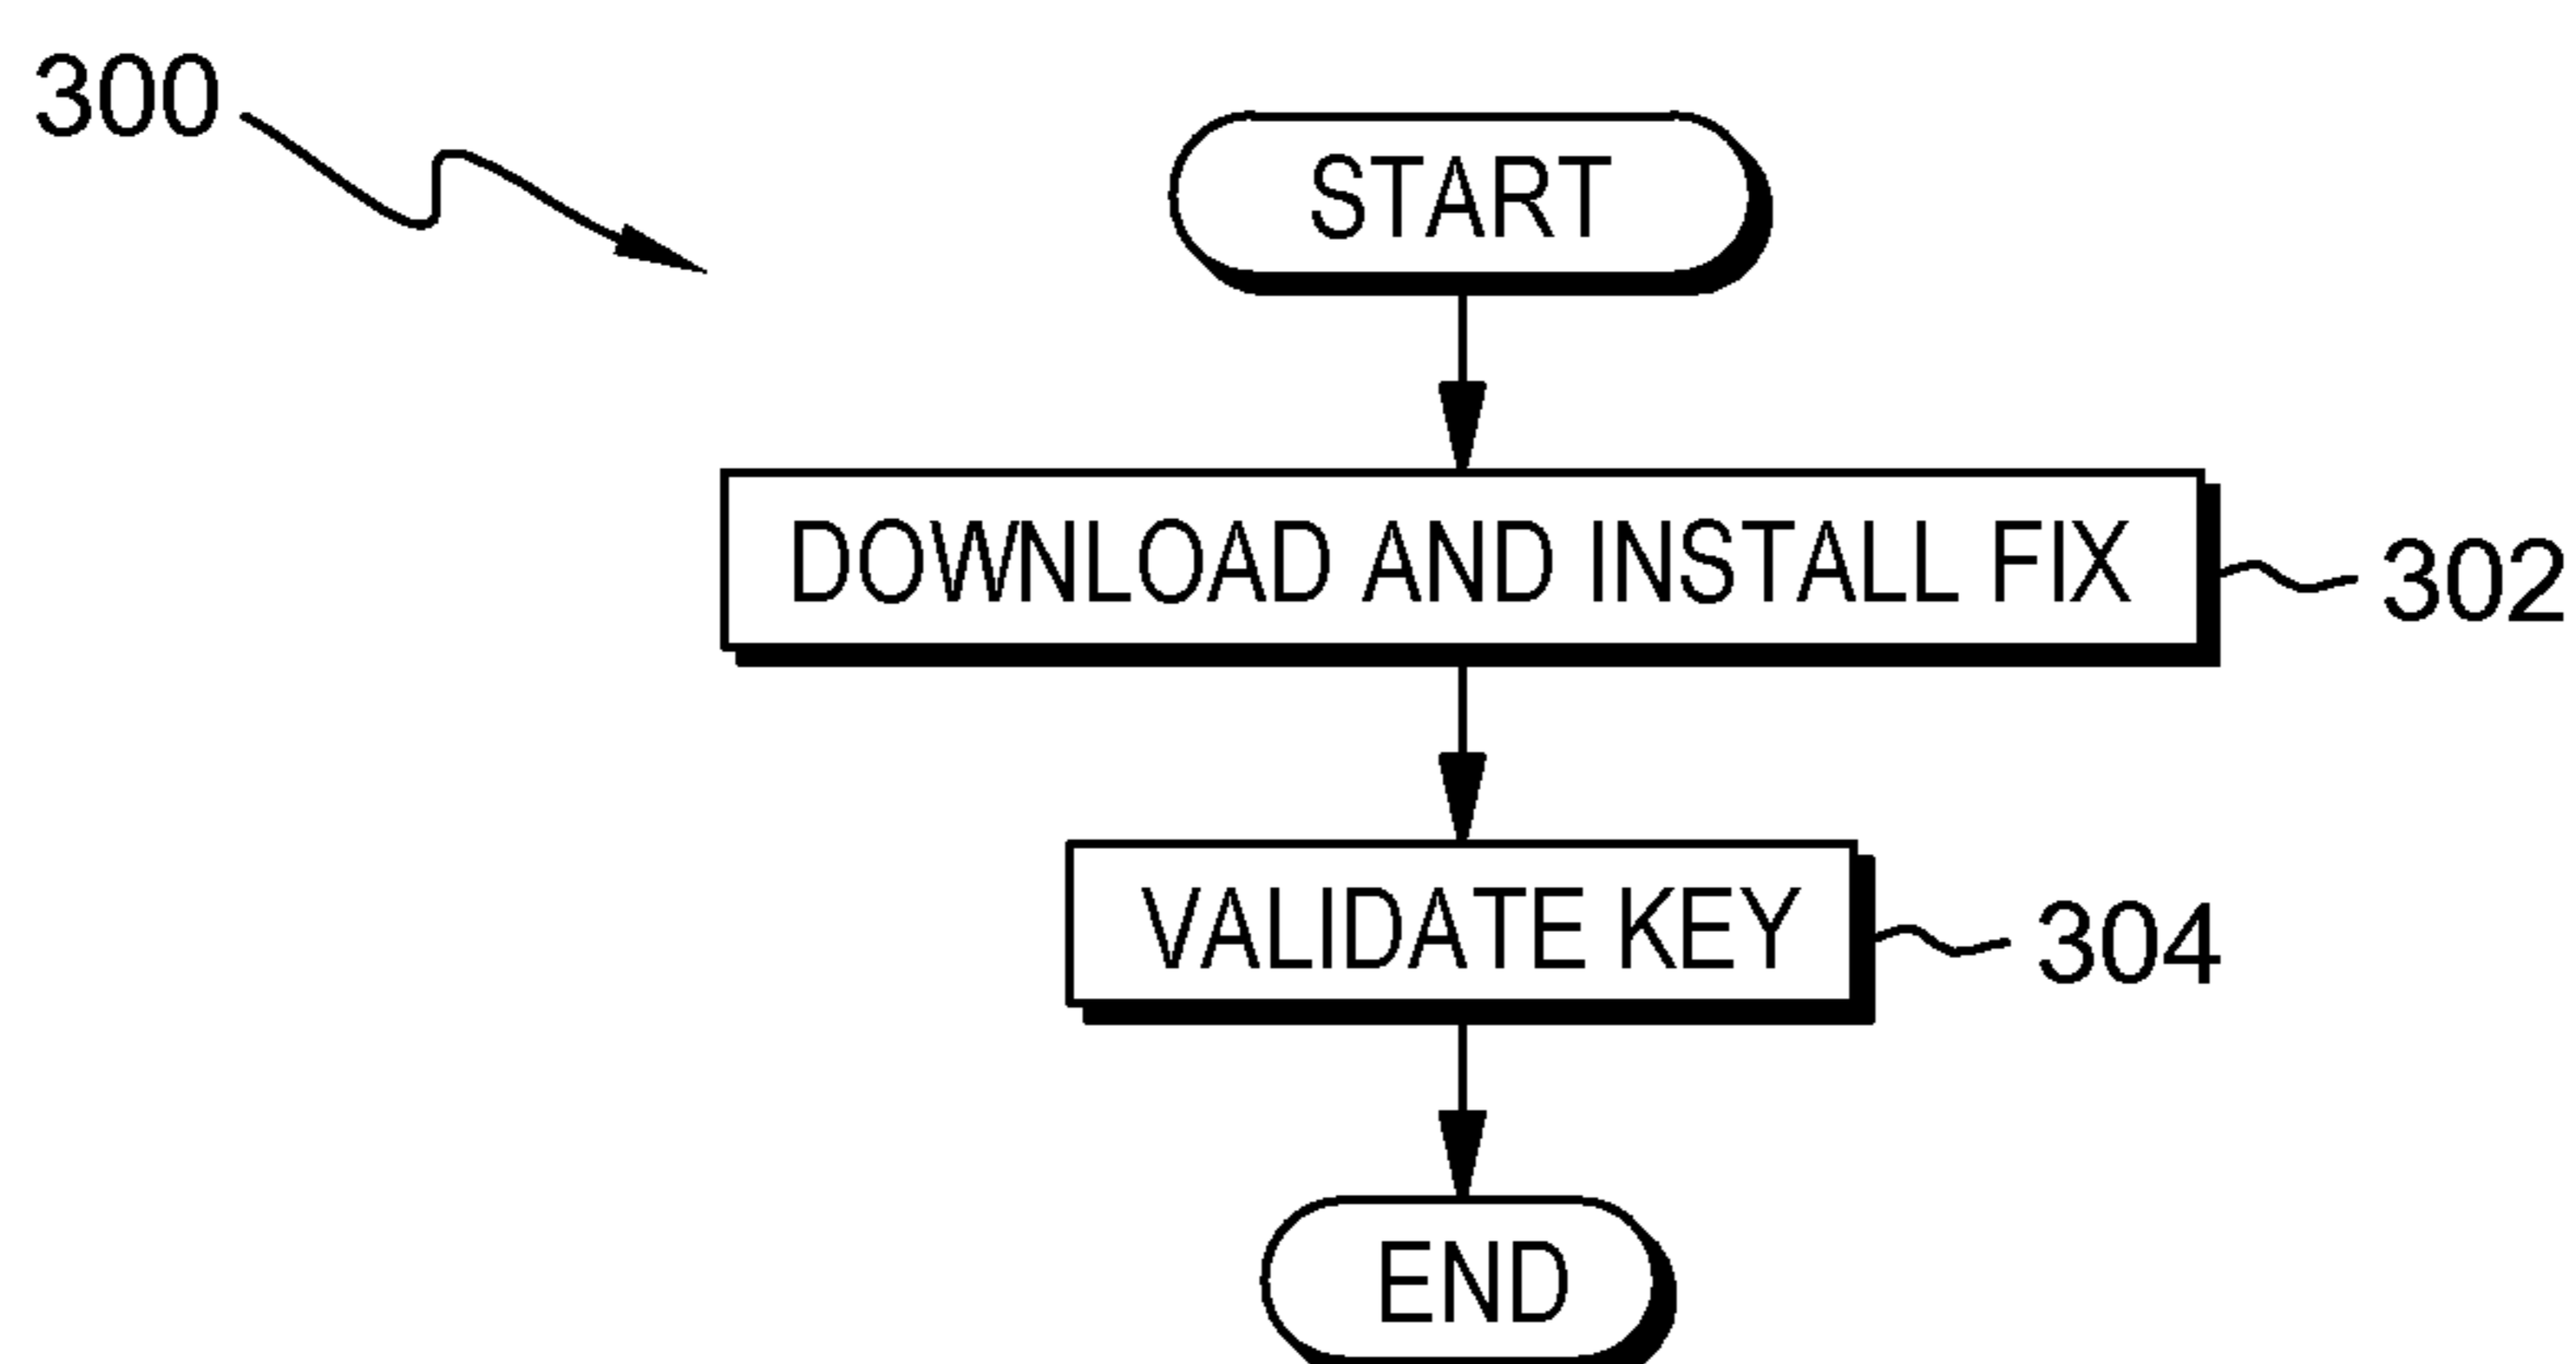 300
START
DOWNLOAD AND INSTALL FIX
302
VALIDATE KEY
304
END